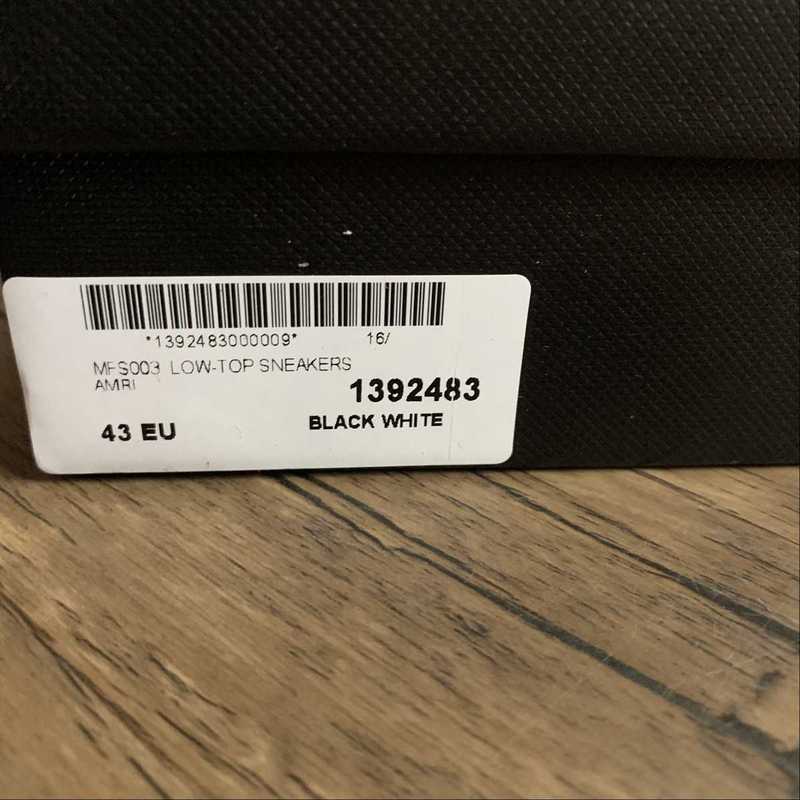 *1392483000009* 16/
MFS003 LOW-TOP SNEAKERS
AMRI
1392483
43 EU
BLACK WHITE